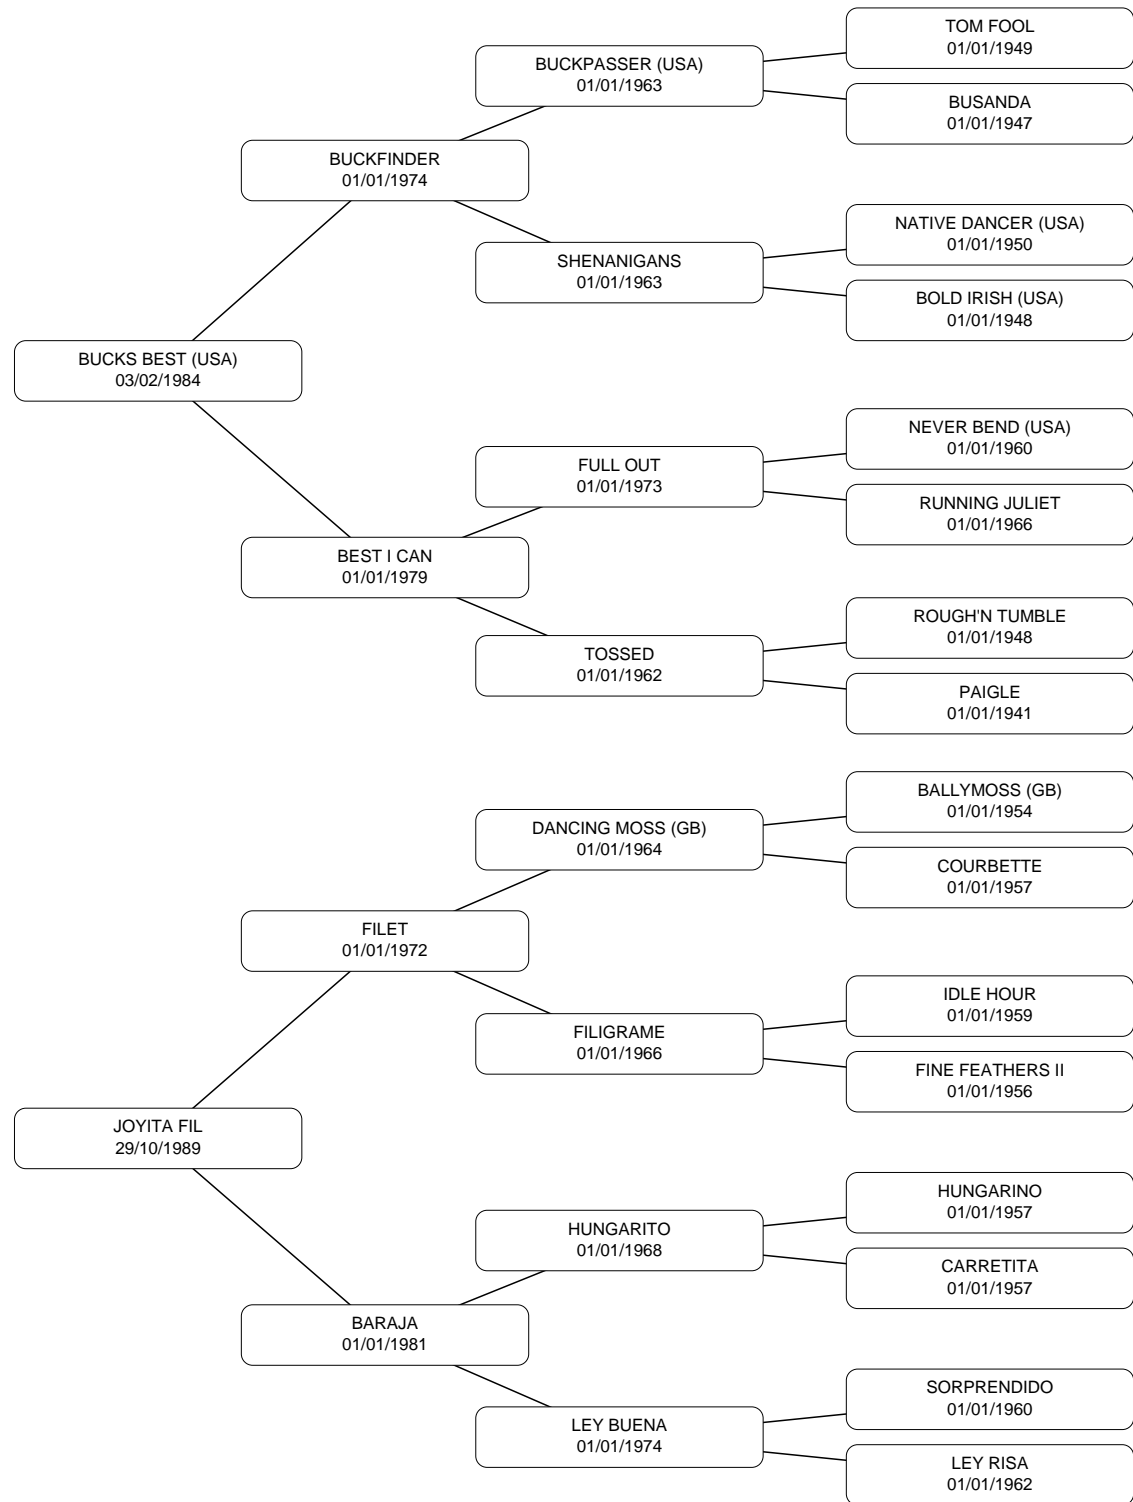 TOM FOOL
01/01/1949
BUCKPASSER (USA)
01/01/1963
BUSANDA
01/01/1947
BUCKFINDER
01/01/1974
NATIVE DANCER (USA)
01/01/1950
SHENANIGANS
01/01/1963
BOLD IRISH (USA)
01/01/1948
BUCKS BEST (USA)
03/02/1984
NEVER BEND (USA)
01/01/1960
FULL OUT
01/01/1973
RUNNING JULIET
01/01/1966
BEST I CAN
01/01/1979
ROUGH'N TUMBLE
01/01/1948
TOSSED
01/01/1962
PAIGLE
01/01/1941
BALLYMOSS (GB)
01/01/1954
DANCING MOSS (GB)
01/01/1964
COURBETTE
01/01/1957
FILET
01/01/1972
IDLE HOUR
01/01/1959
FILIGRAME
01/01/1966
FINE FEATHERS II
01/01/1956
JOYITA FIL
29/10/1989
HUNGARINO
01/01/1957
HUNGARITO
01/01/1968
CARRETITA
01/01/1957
BARAJA
01/01/1981
SORPRENDIDO
01/01/1960
LEY BUENA
01/01/1974
LEY RISA
01/01/1962